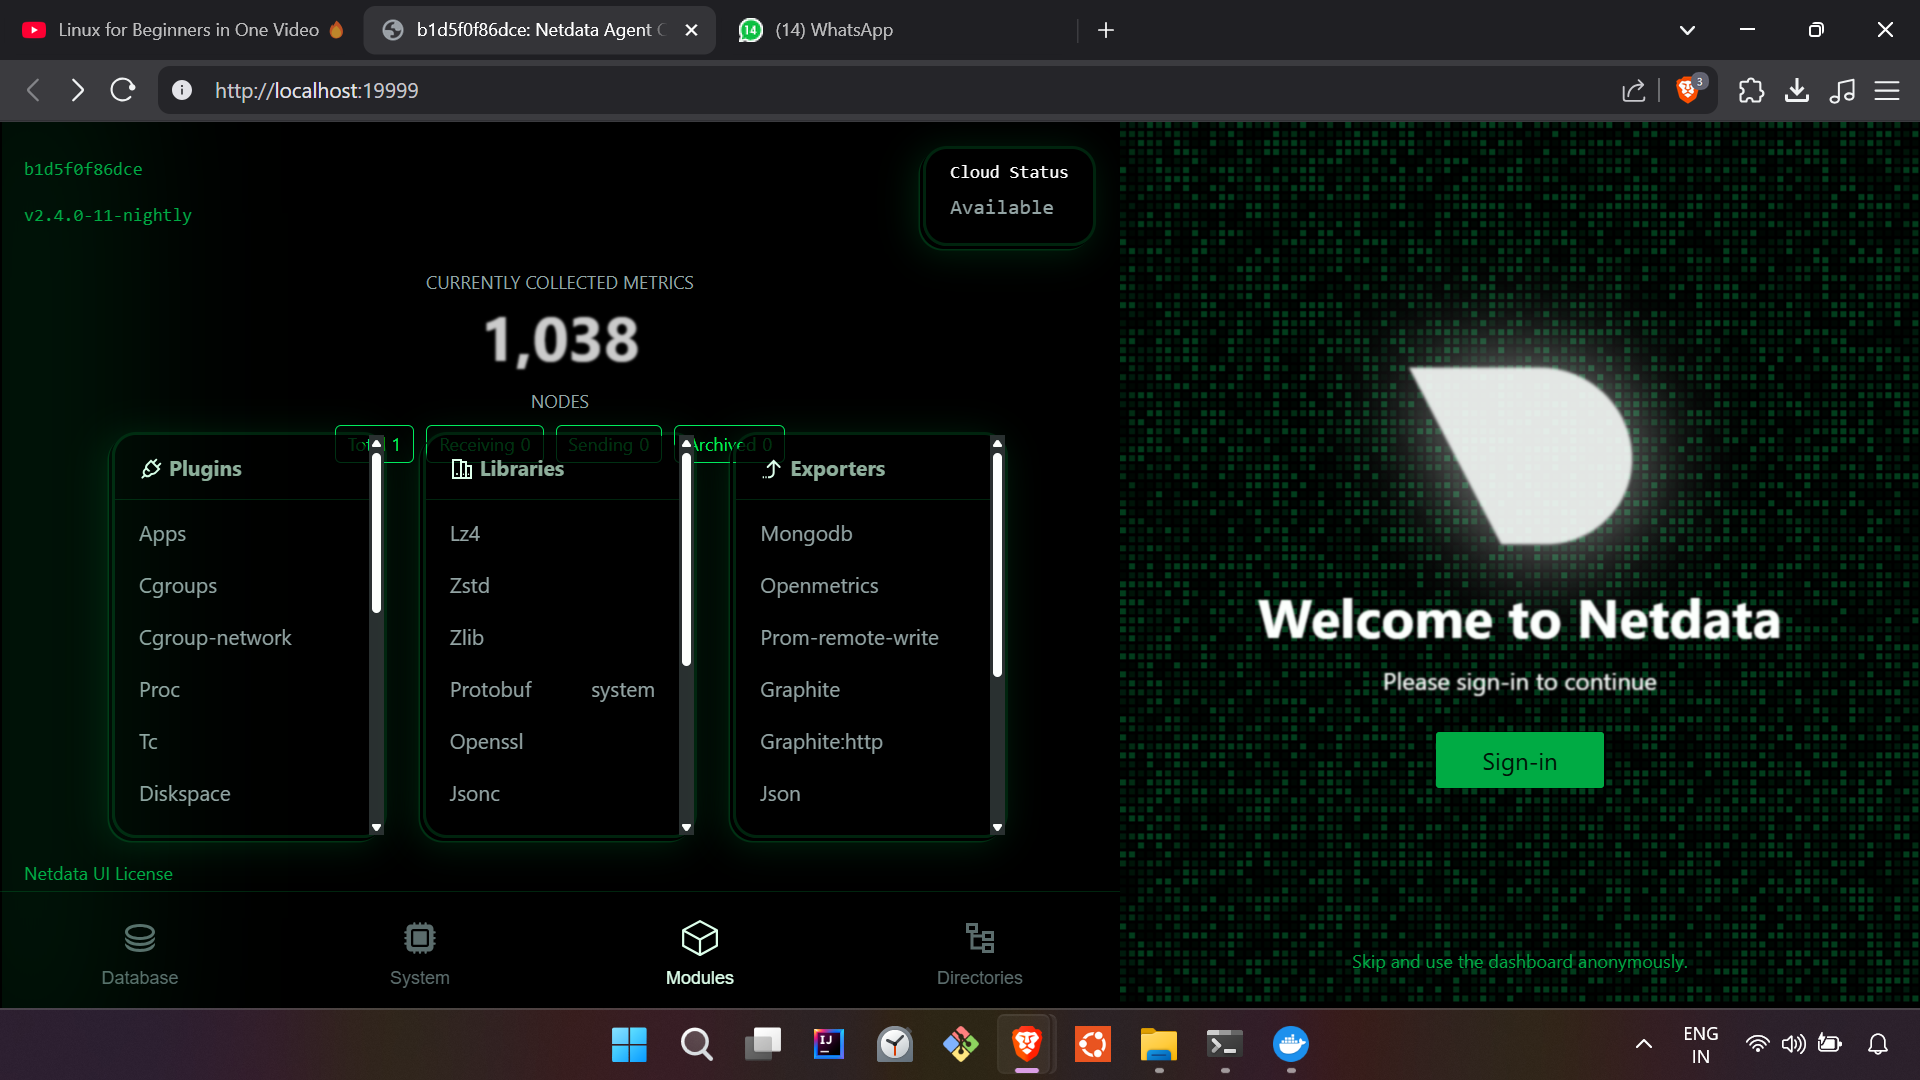 Linux for Beginners in One Video
b1d5f0f86dce: Netdata Agent C
14
(14) WhatsApp
http://localhost:19999
3
b1d5f0f86dce
v2.4.0-11-nightly
Cloud Status
Available
CURRENTLY COLLECTED METRICS
1,038
NODES
1
Receiving 0
Sending 0
Archived 0
Plugins
Apps
Cgroups
Cgroup-network
Proc
Tc
Diskspace
Libraries
Lz4
Zstd
Zlib
Protobuf system
Openssl
Jsonc
Exporters
Mongodb
Openmetrics
Prom-remote-write
Graphite
Graphite:http
Json
Netdata UI License
Database
System
Modules
Directories
Welcome to Netdata
Please sign-in to continue
Sign-in
Skip and use the dashboard anonymously.
IJ
ENG
IN